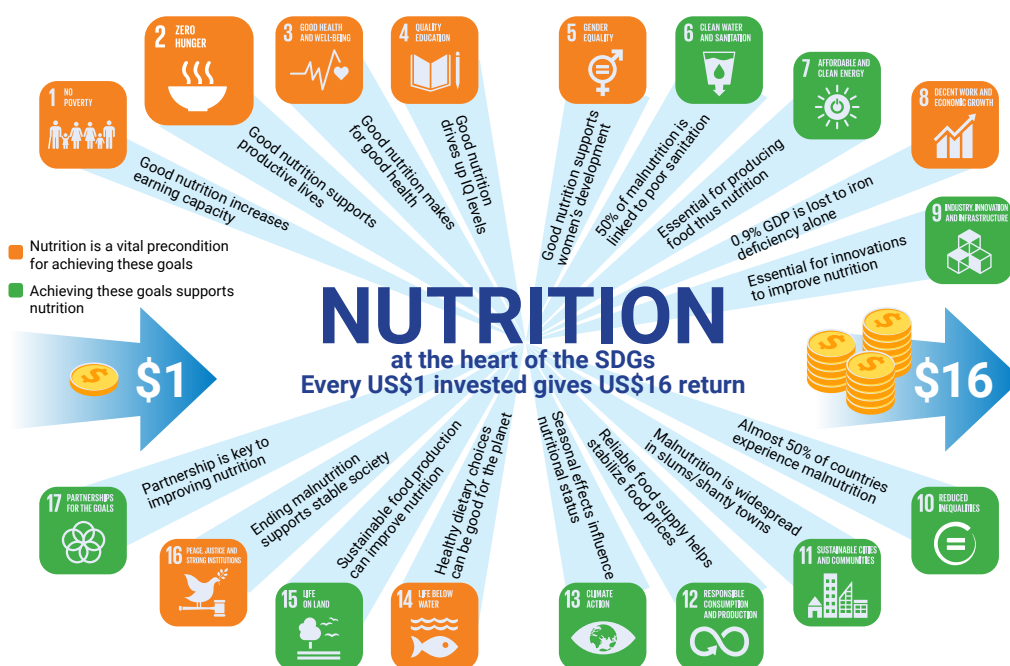 1 NO
POVERTY
Good nutrition increases
earning capacity
2 ZERO
HUNGER
Good nutrition supports
productive lives
3 GOOD HEALTH
AND WELL-BEING
Good nutrition makes
for good health
4 QUALITY
EDUCATION
Good nutrition
drives up IQ levels
5 GENDER
EQUALITY
Good nutrition supports
women's development
6 CLEAN WATER
AND SANITATION
50% of malnutrition is
linked to poor sanitation
7 AFFORDABLE AND
CLEAN ENERGY
Essential for producing
food thus nutrition
8 DECENT WORK AND
ECONOMIC GROWTH
0.9% GDP is lost to iron
deficiency alone
9 INDUSTRY, INNOVATION
AND INFRASTRUCTURE
Essential for innovations
to improve nutrition
Nutrition is a vital precondition
for achieving these goals
Achieving these goals supports
nutrition
NUTRITION
at the heart of the SDGs
Every US$1 invested gives US$16 return
$ $1
$ $ $ $16
Almost 50% of countries
experience malnutrition
10 REDUCED
INEQUALITIES
Malnutrition is widespread
in slums/shanty towns
11 SUSTAINABLE CITIES
AND COMMUNITIES
Reliable food supply helps
stabilize food prices
12 RESPONSIBLE
CONSUMPTION
AND PRODUCTION
Seasonal effects influence
nutritional status
13 CLIMATE
ACTION
Healthy dietary choices
can be good for the planet
14 LIFE BELOW
WATER
Sustainable food production
can improve nutrition
15 LIFE
ON LAND
Ending malnutrition
supports stable society
16 PEACE, JUSTICE AND
STRONG INSTITUTIONS
Partnership is key to
improving nutrition
17 PARTNERSHIPS
FOR THE GOALS